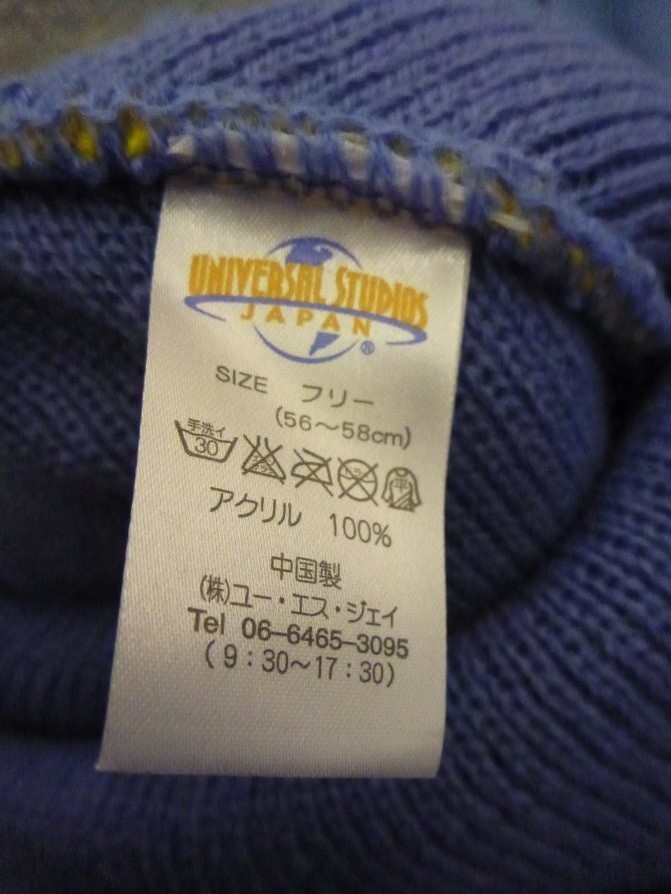 UNIVERSAL STUDIOS
JAPAN
®
SIZE フリー
(56～58cm)
手洗イ
30
平
アクリル 100%
中国製
(株)ユー・エス・ジェイ
Tel 06-6465-3095
(9:30～17:30)